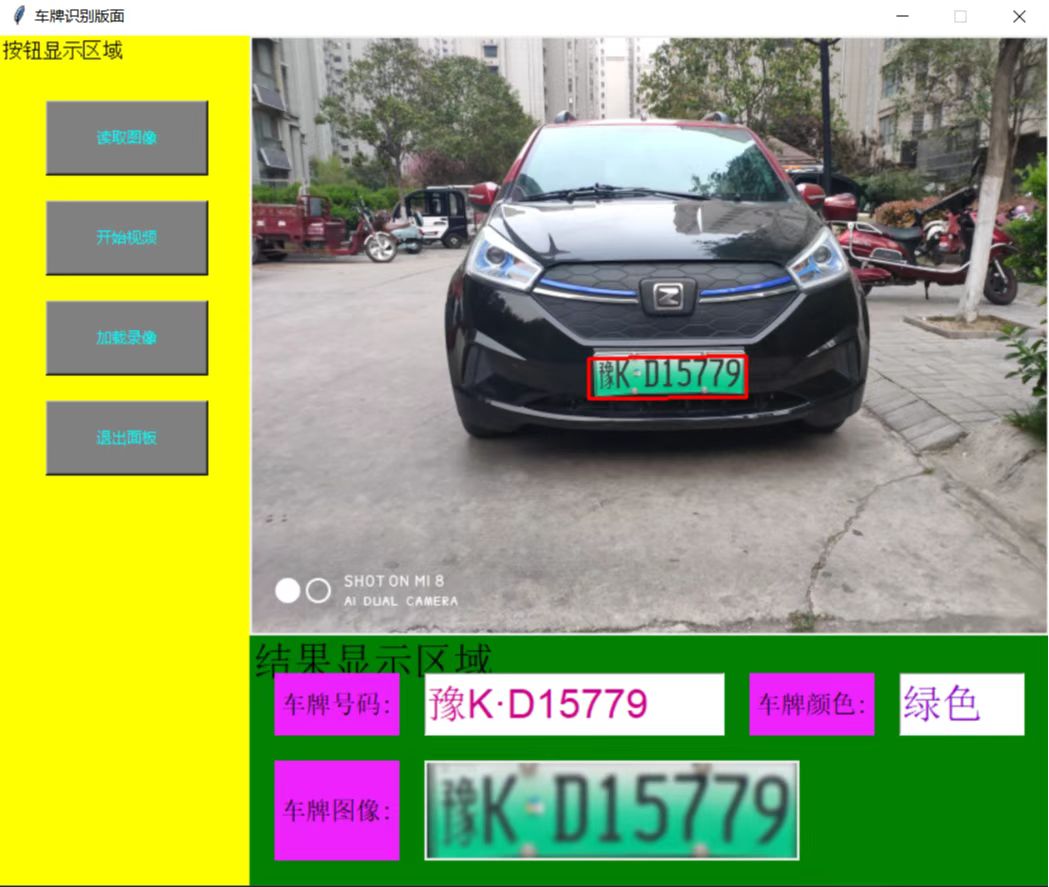 车牌识别版面
按钮显示区域
读取图像
开始视频
加载录像
退出面板
豫K·D15779
SHOT ON MI 8
AI DUAL CAMERA
结果显示区域
车牌号码:
豫K·D15779
车牌颜色:
绿色
车牌图像:
豫K·D15779